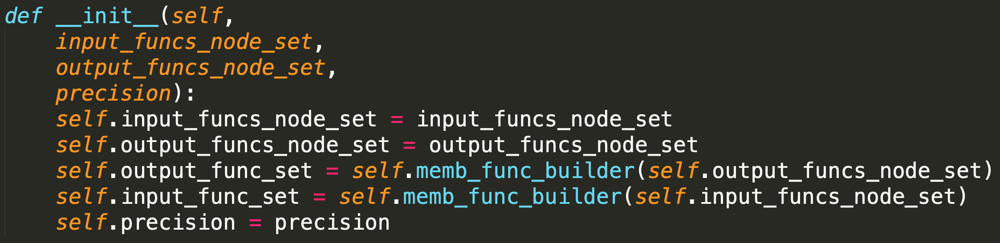 def __init__(self,
    input_funcs_node_set,
    output_funcs_node_set,
    precision):
    self.input_funcs_node_set = input_funcs_node_set
    self.output_funcs_node_set = output_funcs_node_set
    self.output_func_set = self.memb_func_builder(self.output_funcs_node_set)
    self.input_func_set = self.memb_func_builder(self.input_funcs_node_set)
    self.precision = precision